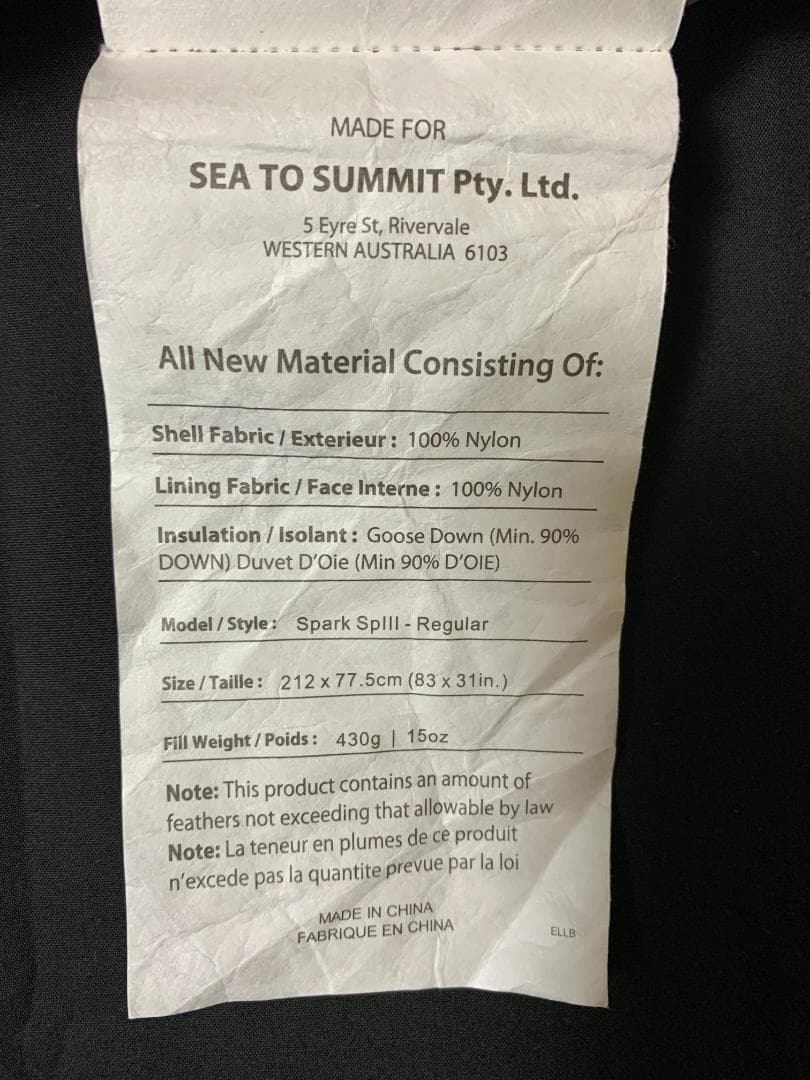 MADE FOR
SEA TO SUMMIT Pty. Ltd.
5 Eyre St, Rivervale
WESTERN AUSTRALIA 6103
All New Material Consisting Of:
Shell Fabric / Exterieur : 100% Nylon
Lining Fabric / Face Interne : 100% Nylon
Insulation / Isolant : Goose Down (Min. 90%
DOWN) Duvet D'Oie (Min 90% D'OIE)
Model / Style : Spark SpIII - Regular
Size / Taille : 212 x 77.5cm (83 x 31in.)
Fill Weight / Poids : 430g | 15oz
Note: This product contains an amount of
feathers not exceeding that allowable by law
Note: La teneur en plumes de ce produit
n'excede pas la quantite prevue par la loi
MADE IN CHINA
FABRIQUE EN CHINA
ELLB